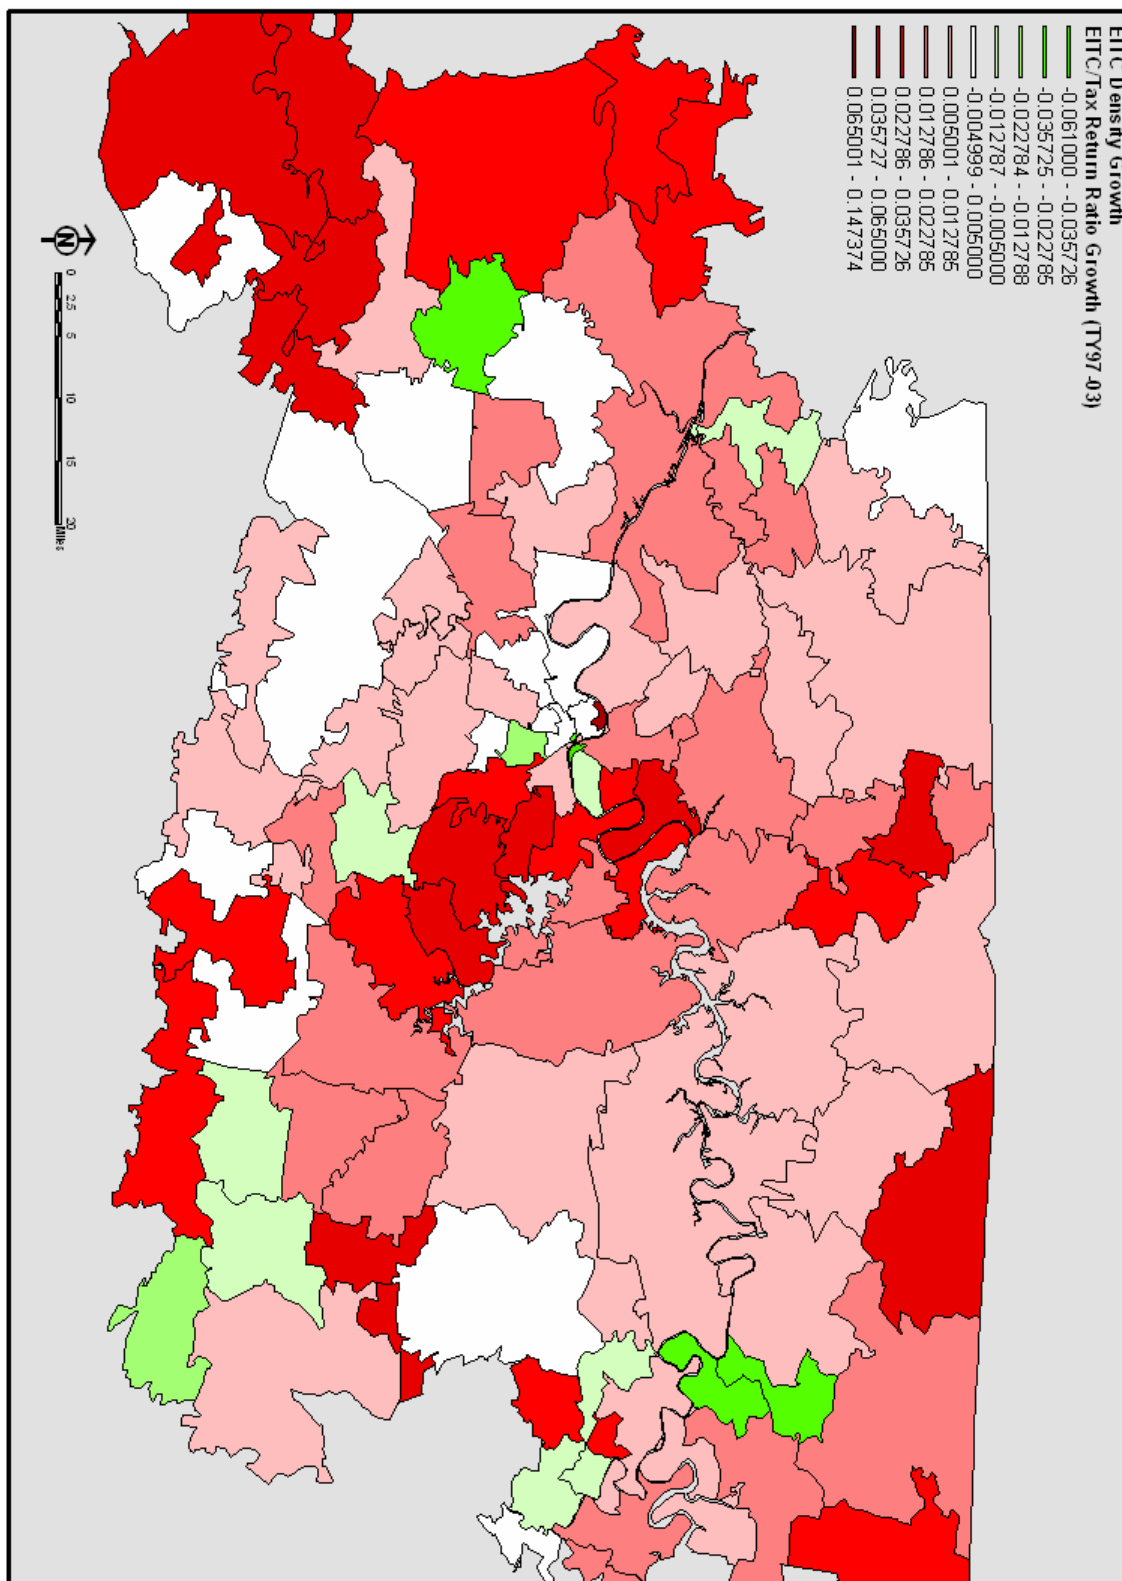 EITC Density Growth
EITC/Tax Return Ratio Growth (TY97-03)
-0.061000 - -0.035726
-0.035725 - -0.022785
-0.022784 - -0.012788
-0.012787 - -0.005000
-0.004999 - 0.005000
0.005001 - 0.012785
0.012786 - 0.022785
0.022786 - 0.035726
0.035727 - 0.065000
0.065001 - 0.147374
N
0 2.5 5 10 15 20
Miles